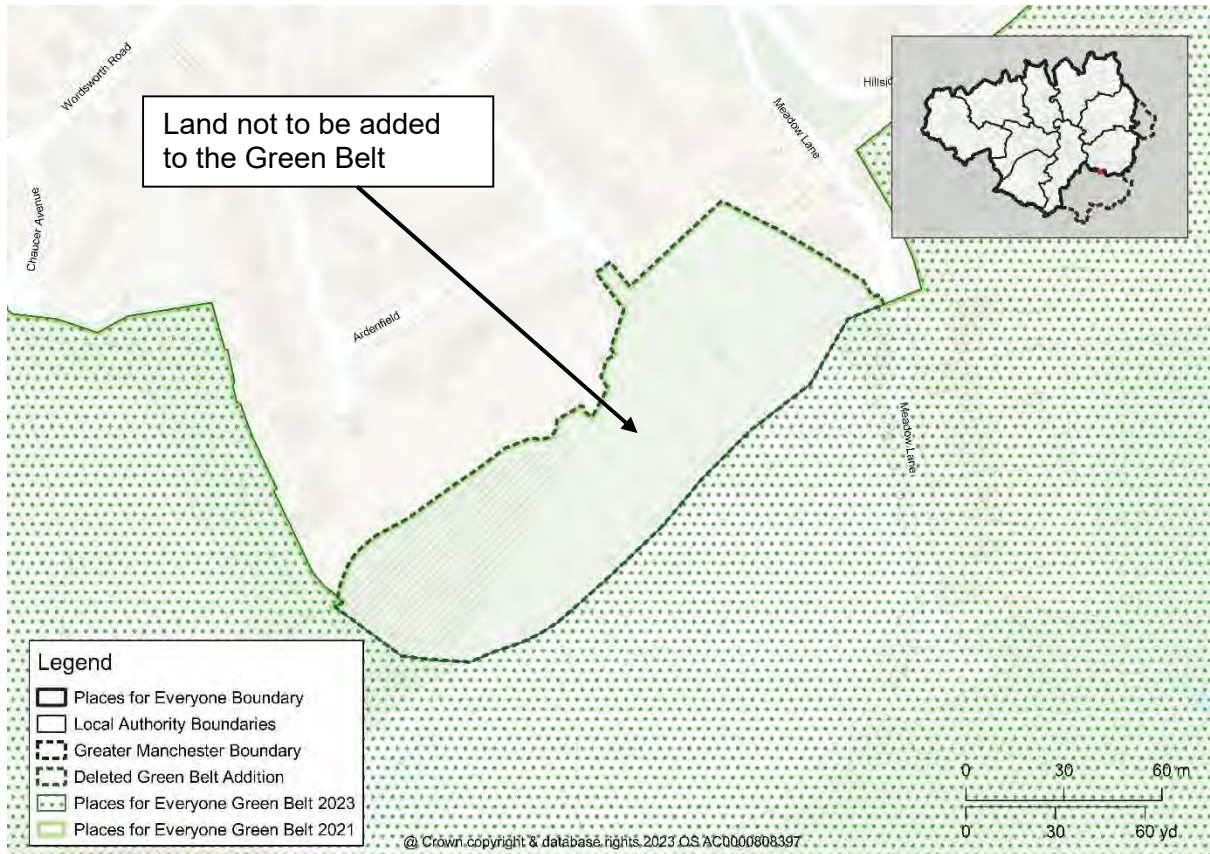 Wordsworth Road
Land not to be added
to the Green Belt
Meadow Lane
Chaucer Avenue
Ardenfield
Meadow Lane
Legend
Places for Everyone Boundary
Local Authority Boundaries
Greater Manchester Boundary
Deleted Green Belt Addition
Places for Everyone Green Belt 2023
Places for Everyone Green Belt 2021
0 30 60 m
0 30 60 yd
@ Crown copyright & database rights 2023 OS AC0000808397